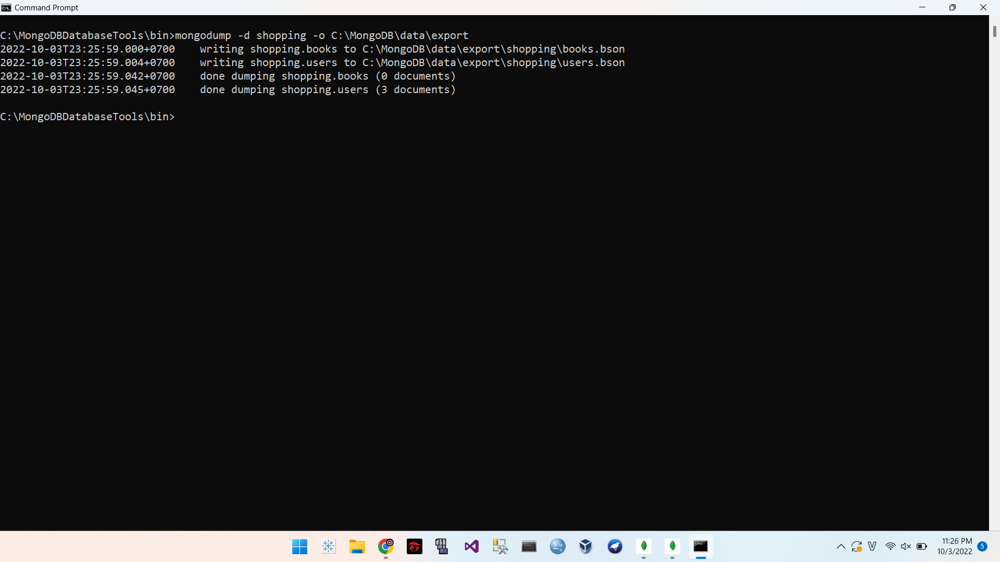 Command Prompt
C:\MongoDBDatabaseTools\bin>mongodump -d shopping -o C:\MongoDB\data\export
2022-10-03T23:25:59.000+0700    writing shopping.books to C:\MongoDB\data\export\shopping\books.bson
2022-10-03T23:25:59.004+0700    writing shopping.users to C:\MongoDB\data\export\shopping\users.bson
2022-10-03T23:25:59.042+0700    done dumping shopping.books (0 documents)
2022-10-03T23:25:59.045+0700    done dumping shopping.users (3 documents)
C:\MongoDBDatabaseTools\bin>
11:26 PM
10/3/2022
5